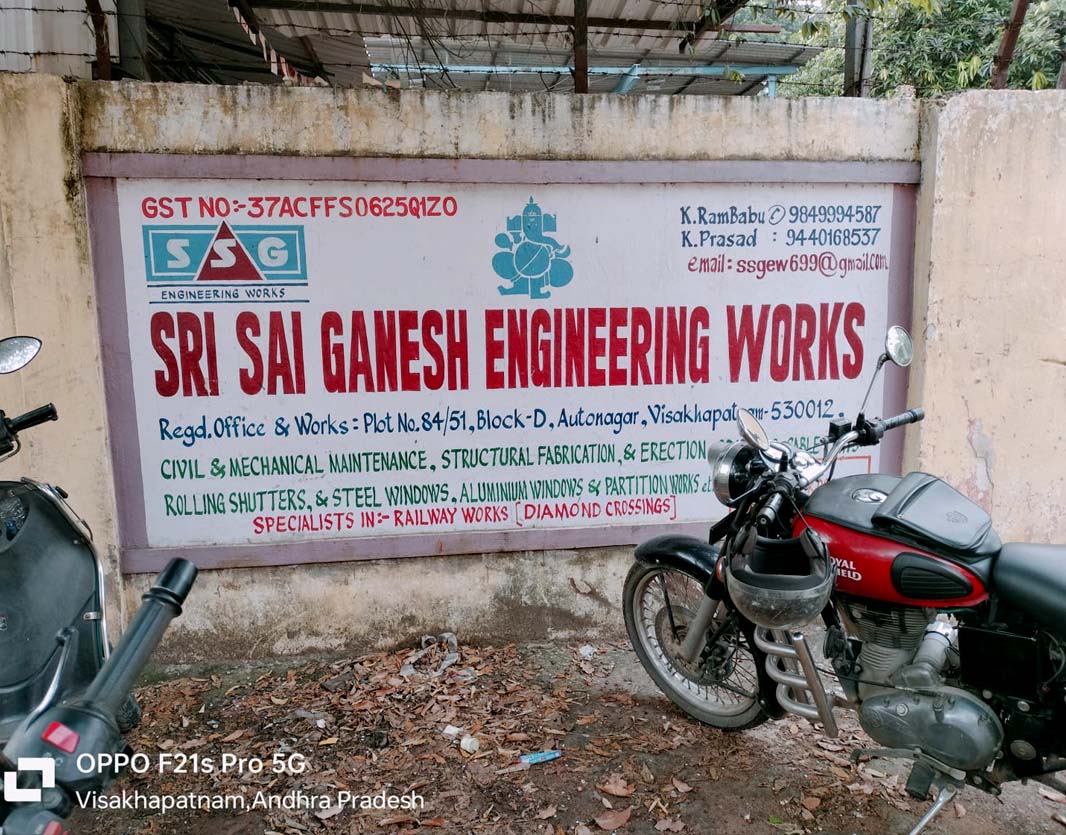 GST NO:-37ACFFS0625Q1ZO
SSG
ENGINEERING WORKS
K.RamBabu ✆ 9849994587
K.Prasad : 9440168537
email: ssgew699@gmail.com
SRI SAI GANESH ENGINEERING WORKS
Regd.Office & Works: Plot No.84/51, Block-D, Autonagar, Visakhapatnam-530012.
CIVIL & MECHANICAL MAINTENANCE, STRUCTURAL FABRICATION, & ERECTION
ROLLING SHUTTERS, & STEEL WINDOWS. ALUMINIUM WINDOWS & PARTITION WORKS
SPECIALISTS IN:- RAILWAY WORKS [DIAMOND CROSSINGS]
OPPO F21s Pro 5G
Visakhapatnam,Andhra Pradesh